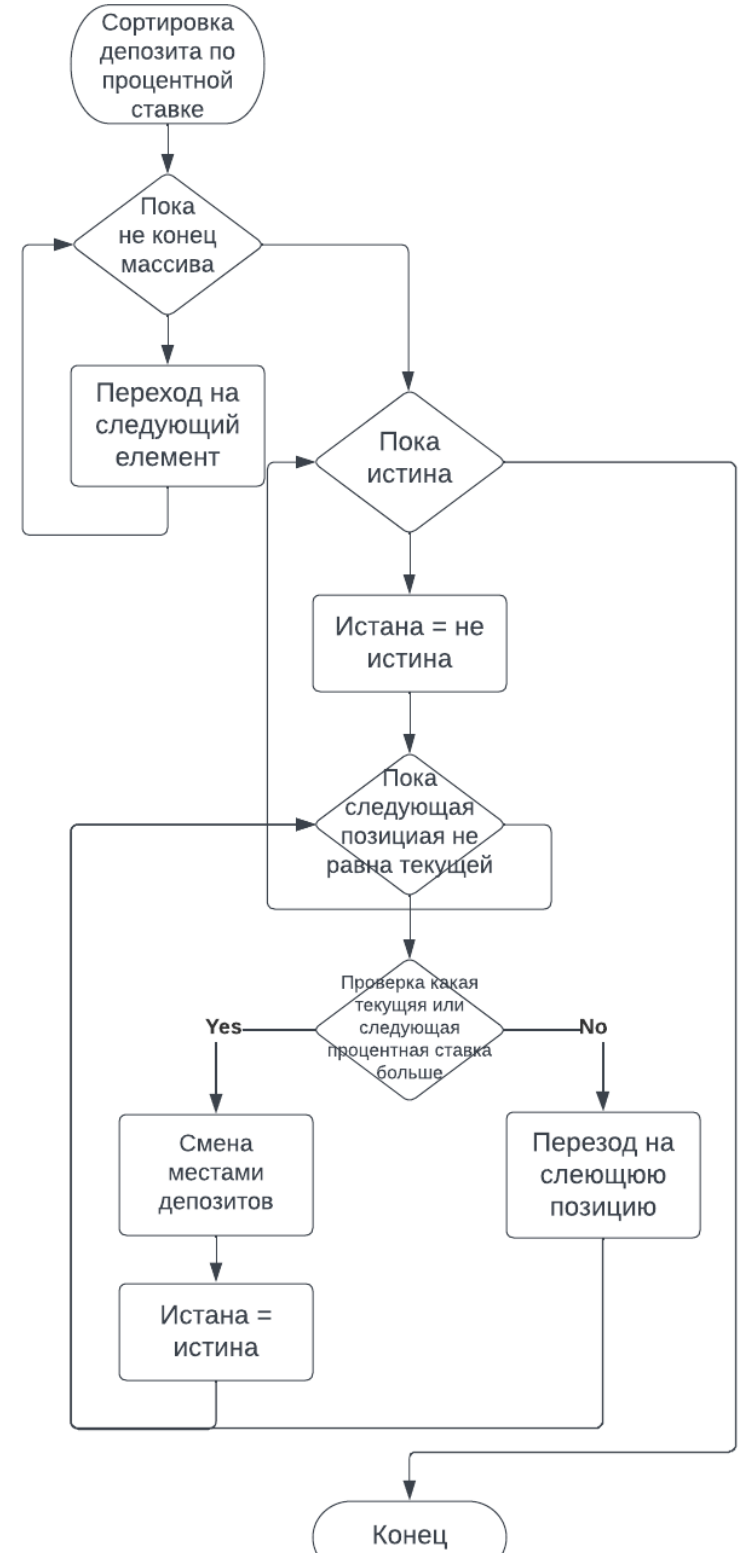 Сортировка
депозита по
процентной
ставке
Пока
не конец
массива
Переход на
следующий
елемент
Пока
истина
Истана = не
истина
Пока
следующая
позициая не
равна текущей
Проверка какая
текущяя или
следующая
процентная ставка
больше
Yes
No
Смена
местами
депозитов
Перезод на
слеющюю
позицию
Истана =
истина
Конец